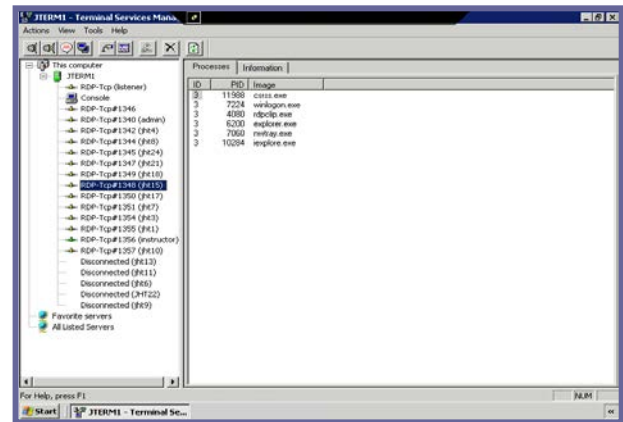 JTERM1 - Terminal Services Mana
Actions View Tools Help
This computer
JTERM1
RDP-Tcp (listener)
Console
RDP-Tcp#1346
RDP-Tcp#1340 (admin)
RDP-Tcp#1342 (jht4)
RDP-Tcp#1344 (jht8)
RDP-Tcp#1345 (jht24)
RDP-Tcp#1347 (jht21)
RDP-Tcp#1349 (jht18)
RDP-Tcp#1348 (jht15)
RDP-Tcp#1350 (jht17)
RDP-Tcp#1351 (jht7)
RDP-Tcp#1354 (jht3)
RDP-Tcp#1355 (jht1)
RDP-Tcp#1356 (instructor)
RDP-Tcp#1357 (jht10)
Disconnected (jht13)
Disconnected (jht11)
Disconnected (jht6)
Disconnected (JHT22)
Disconnected (jht9)
Favorite servers
All Listed Servers
Processes Information
ID PID Image
3 11988 csrss.exe
3 7224 winlogon.exe
3 4080 rdpclip.exe
3 6200 explorer.exe
3 7060 nwtray.exe
3 10284 iexplore.exe
For Help, press F1 NUM
Start JTERM1 - Terminal Se...